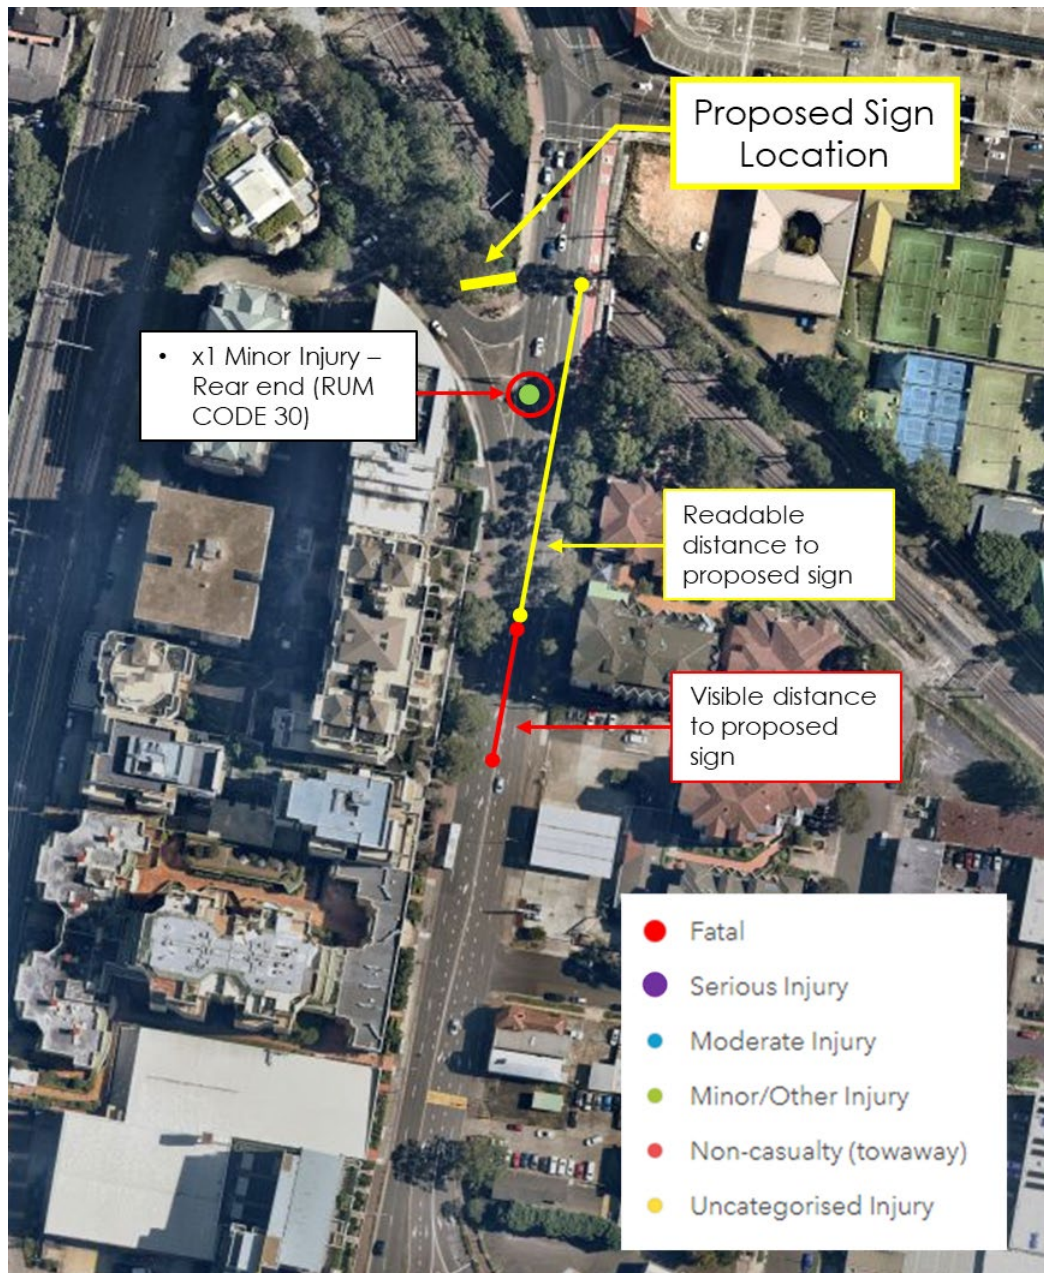 Proposed Sign
Location
• x1 Minor Injury –
Rear end (RUM
CODE 30)
Readable
distance to
proposed sign
Visible distance
to proposed
sign
Fatal
Serious Injury
Moderate Injury
Minor/Other Injury
Non-casualty (towaway)
Uncategorised Injury